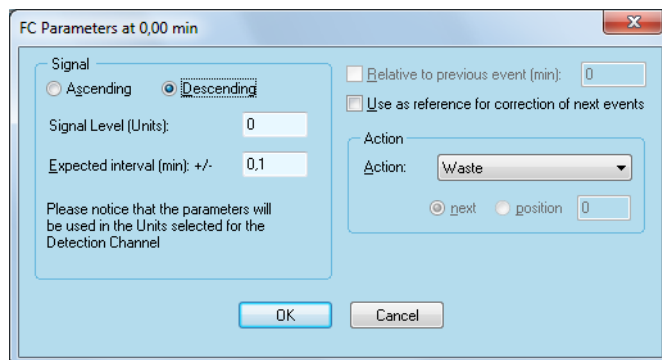 FC Parameters at 0,00 min
Signal
Ascending Descending
Signal Level (Units): 0
Expected interval (min): +/- 0,1
Please notice that the parameters will
be used in the Units selected for the
Detection Channel
Relative to previous event (min): 0
Use as reference for correction of next events
Action
Action: Waste
next position 0
OK Cancel